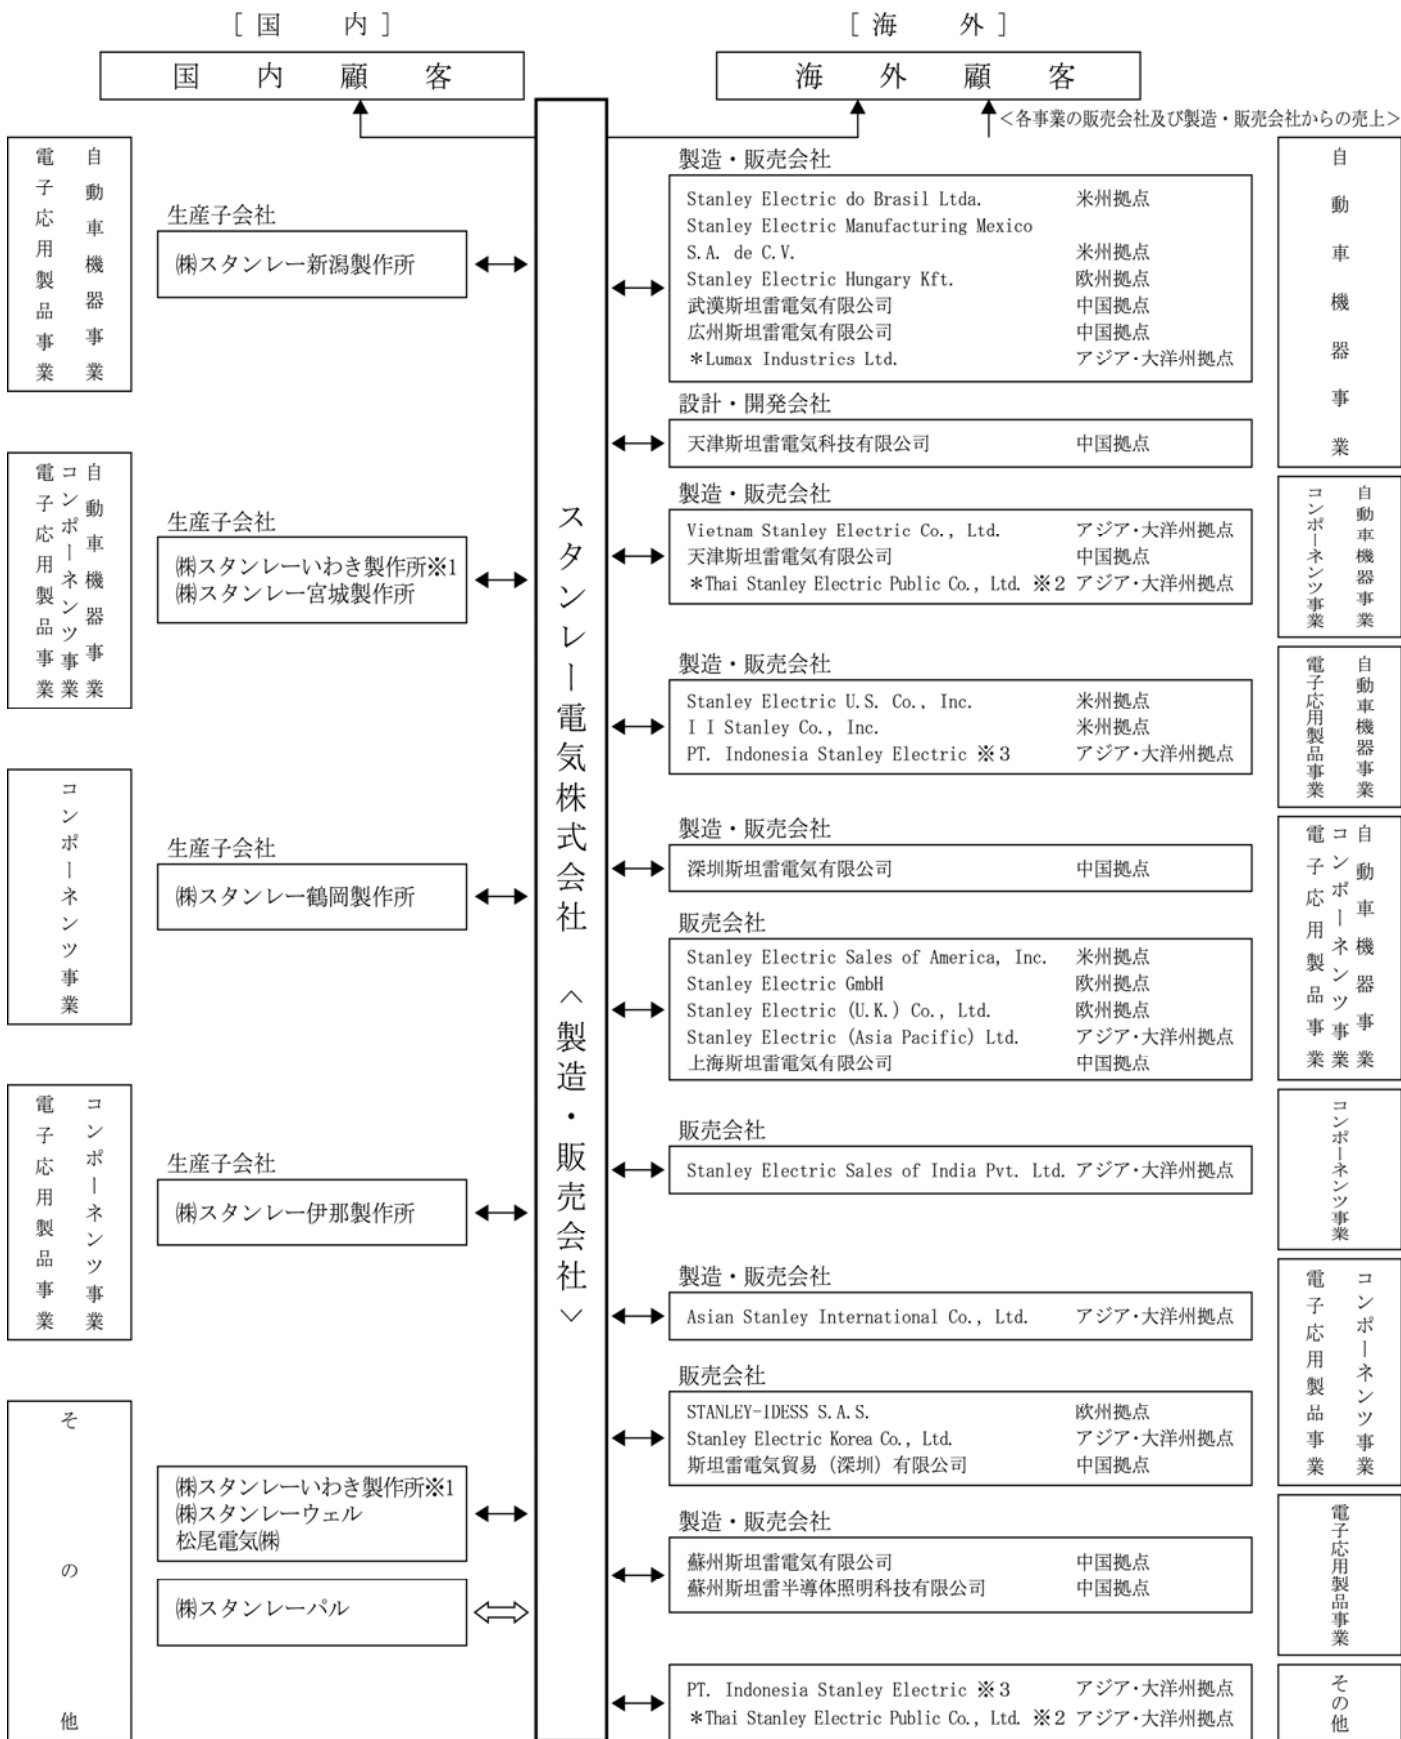 ［国　内］
国内顧客
自動車機器事業
電子応用製品事業
生産子会社
㈱スタンレー新潟製作所
自動車機器事業
コンポーネンツ事業
電子応用製品事業
生産子会社
㈱スタンレーいわき製作所※1
㈱スタンレー宮城製作所
コンポーネンツ事業
生産子会社
㈱スタンレー鶴岡製作所
コンポーネンツ事業
電子応用製品事業
生産子会社
㈱スタンレー伊那製作所
その他
㈱スタンレーいわき製作所※1
㈱スタンレーウェル
松尾電気㈱
㈱スタンレーパル
スタンレー電気株式会社　＜製造・販売会社＞
［海　外］
海外顧客
＜各事業の販売会社及び製造・販売会社からの売上＞
自動車機器事業
製造・販売会社
Stanley Electric do Brasil Ltda. 米州拠点
Stanley Electric Manufacturing Mexico
S.A. de C.V. 米州拠点
Stanley Electric Hungary Kft. 欧州拠点
武漢斯坦雷電気有限公司 中国拠点
広州斯坦雷電気有限公司 中国拠点
＊Lumax Industries Ltd. アジア・大洋州拠点
設計・開発会社
天津斯坦雷電気科技有限公司 中国拠点
自動車機器事業
コンポーネンツ事業
製造・販売会社
Vietnam Stanley Electric Co., Ltd. アジア・大洋州拠点
天津斯坦雷電気有限公司 中国拠点
＊Thai Stanley Electric Public Co., Ltd. ※2 アジア・大洋州拠点
自動車機器事業
電子応用製品事業
製造・販売会社
Stanley Electric U.S. Co., Inc. 米州拠点
I I Stanley Co., Inc. 米州拠点
PT. Indonesia Stanley Electric ※3 アジア・大洋州拠点
自動車機器事業
コンポーネンツ事業
電子応用製品事業
製造・販売会社
深圳斯坦雷電気有限公司 中国拠点
販売会社
Stanley Electric Sales of America, Inc. 米州拠点
Stanley Electric GmbH 欧州拠点
Stanley Electric (U.K.) Co., Ltd. 欧州拠点
Stanley Electric (Asia Pacific) Ltd. アジア・大洋州拠点
上海斯坦雷電気有限公司 中国拠点
コンポーネンツ事業
販売会社
Stanley Electric Sales of India Pvt. Ltd. アジア・大洋州拠点
コンポーネンツ事業
電子応用製品事業
製造・販売会社
Asian Stanley International Co., Ltd. アジア・大洋州拠点
販売会社
STANLEY-IDESS S.A.S. 欧州拠点
Stanley Electric Korea Co., Ltd. アジア・大洋州拠点
斯坦雷電気貿易（深圳）有限公司 中国拠点
電子応用製品事業
製造・販売会社
蘇州斯坦雷電気有限公司 中国拠点
蘇州斯坦雷半導体照明科技有限公司 中国拠点
その他
PT. Indonesia Stanley Electric ※3 アジア・大洋州拠点
＊Thai Stanley Electric Public Co., Ltd. ※2 アジア・大洋州拠点